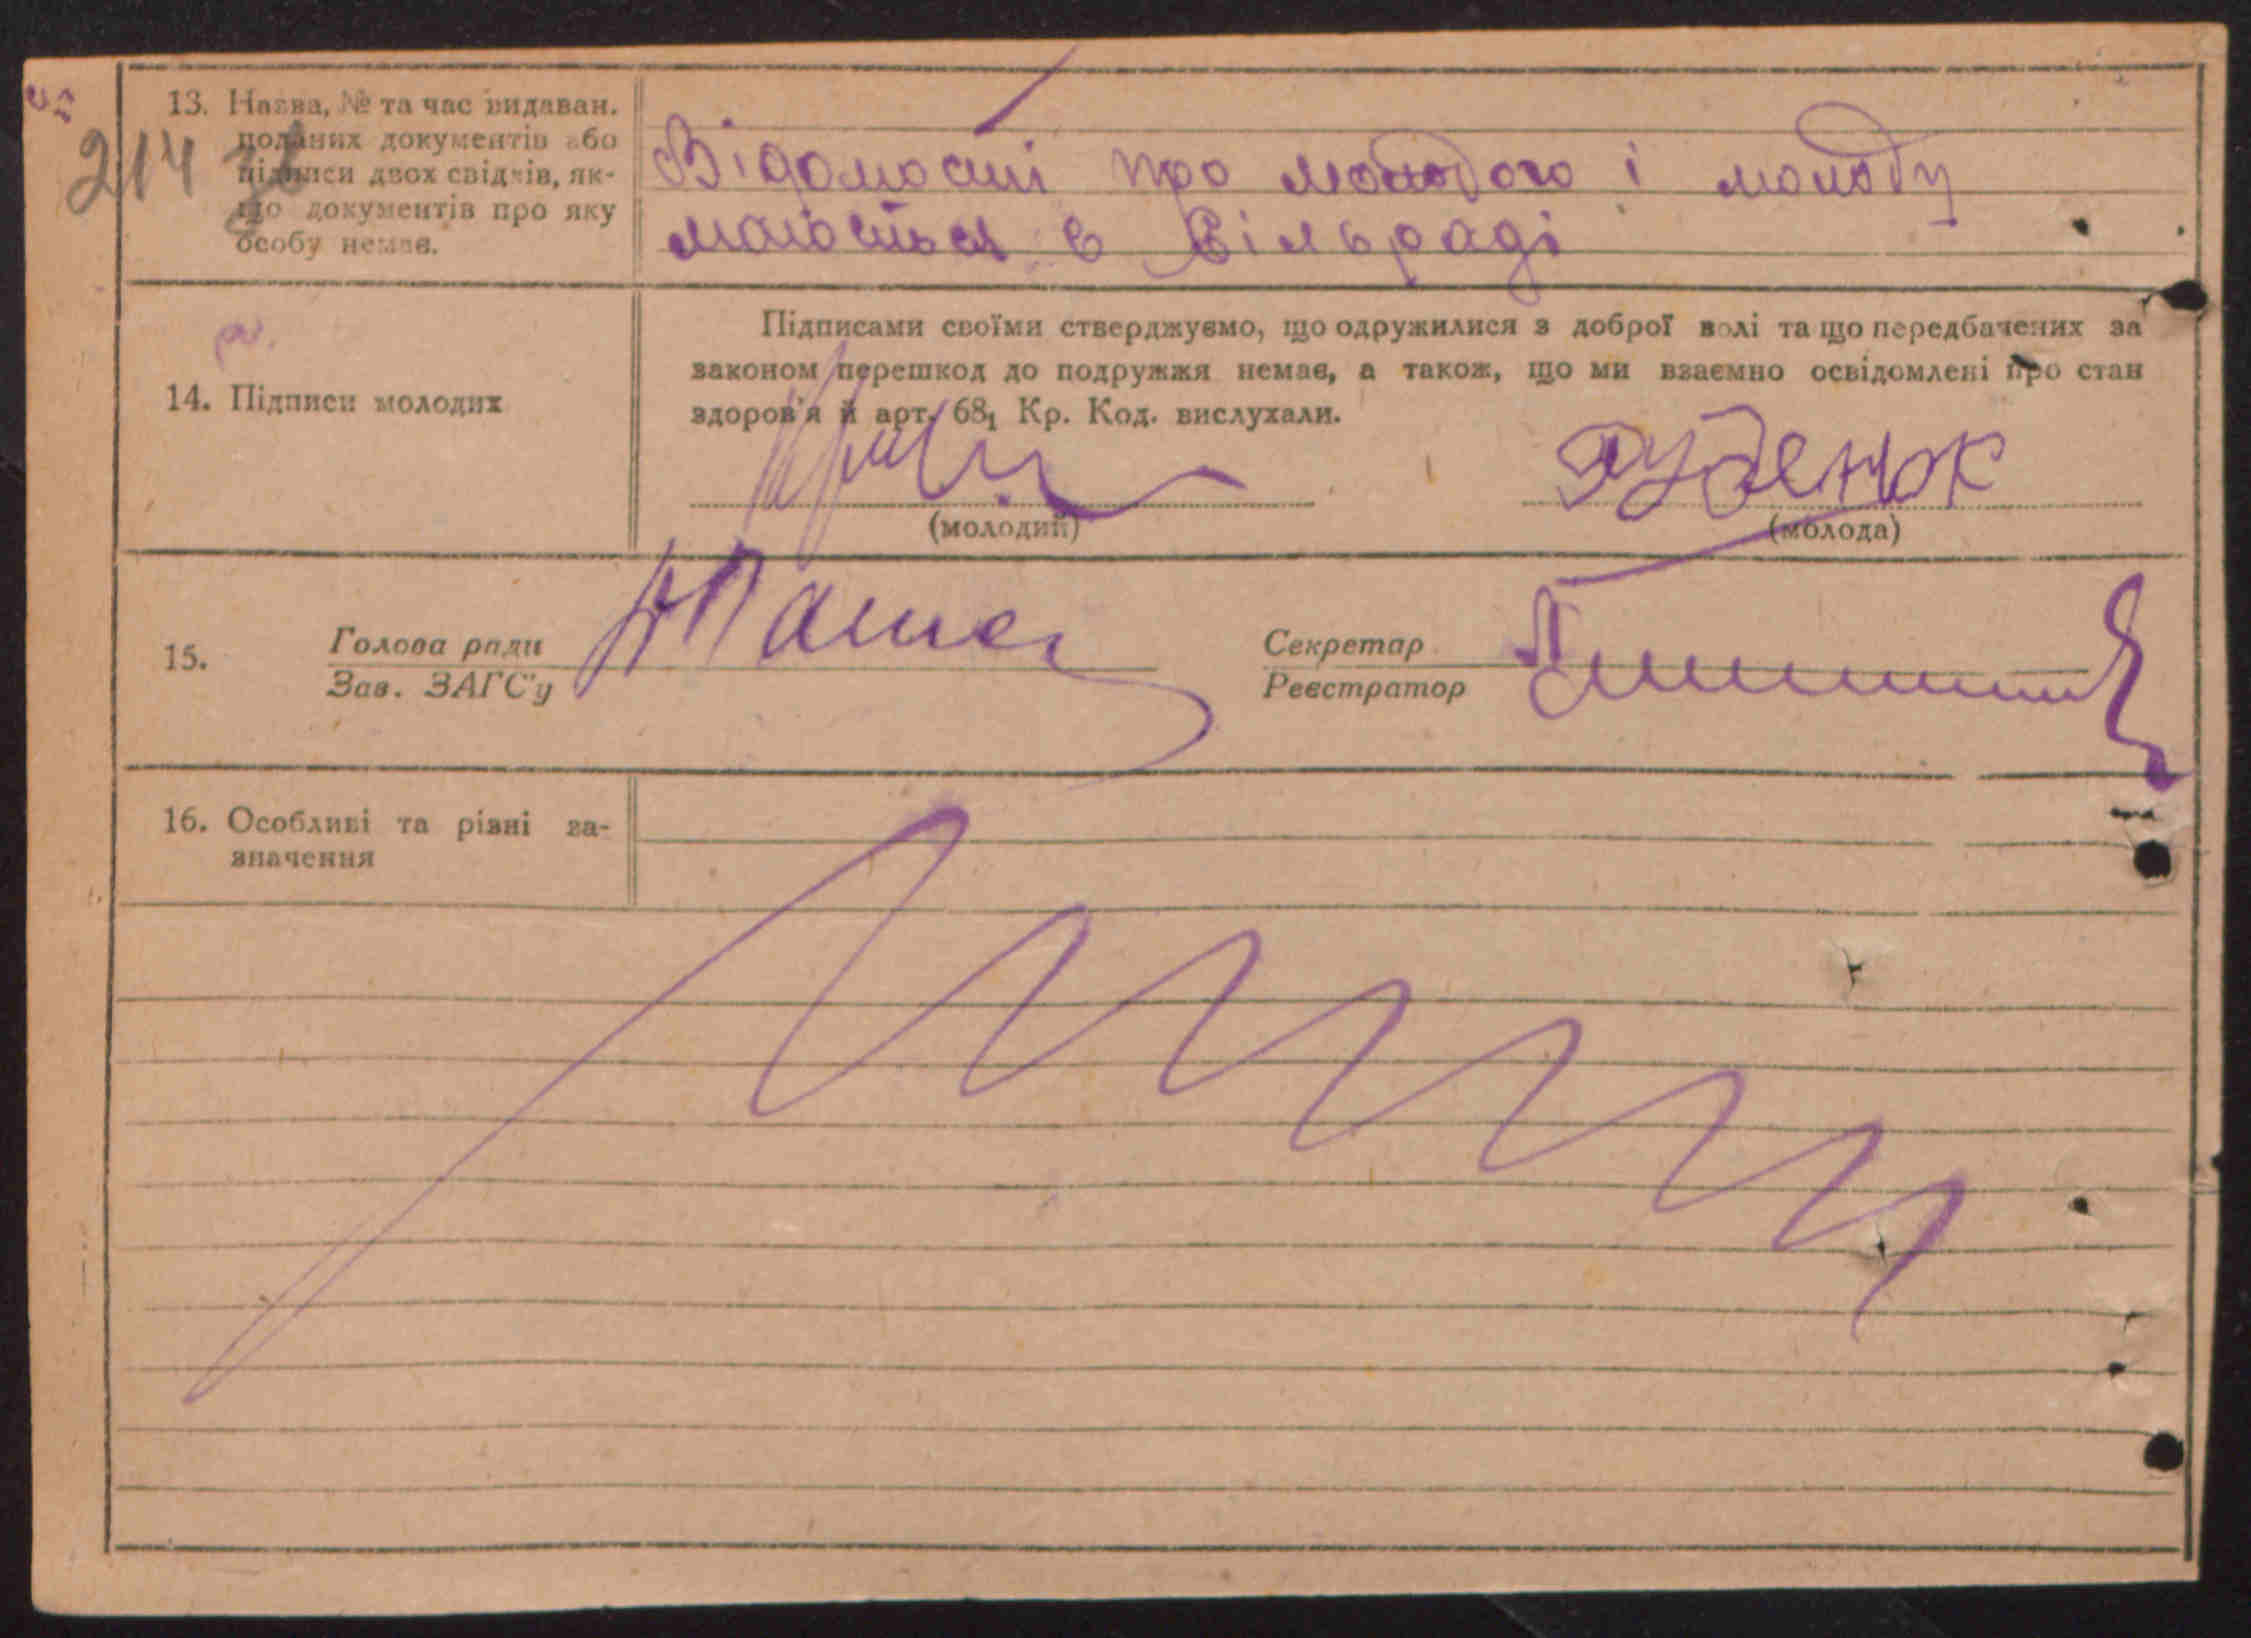 214
13. Назва, № та час видаван.
поданих документів або
підписи двох свідків, як-
що документів про яку
особу немає.
Відомости про молодого і молоду
маються в Сільраді
14. Підписи молодих
Підписами своїми стверджуємо, що одружилися з доброї волі та що передбачених за
законом перешкод до подружжя немає, а також, що ми взаємно освідомлені про стан
здоров'я й арт. 68₁ Кр. Код. вислухали.
Руденок
(молодий) (молода)
15. Голова ради
Зав. ЗАГС'у
Секретар
Реєстратор
16. Особливі та різні за-
значення